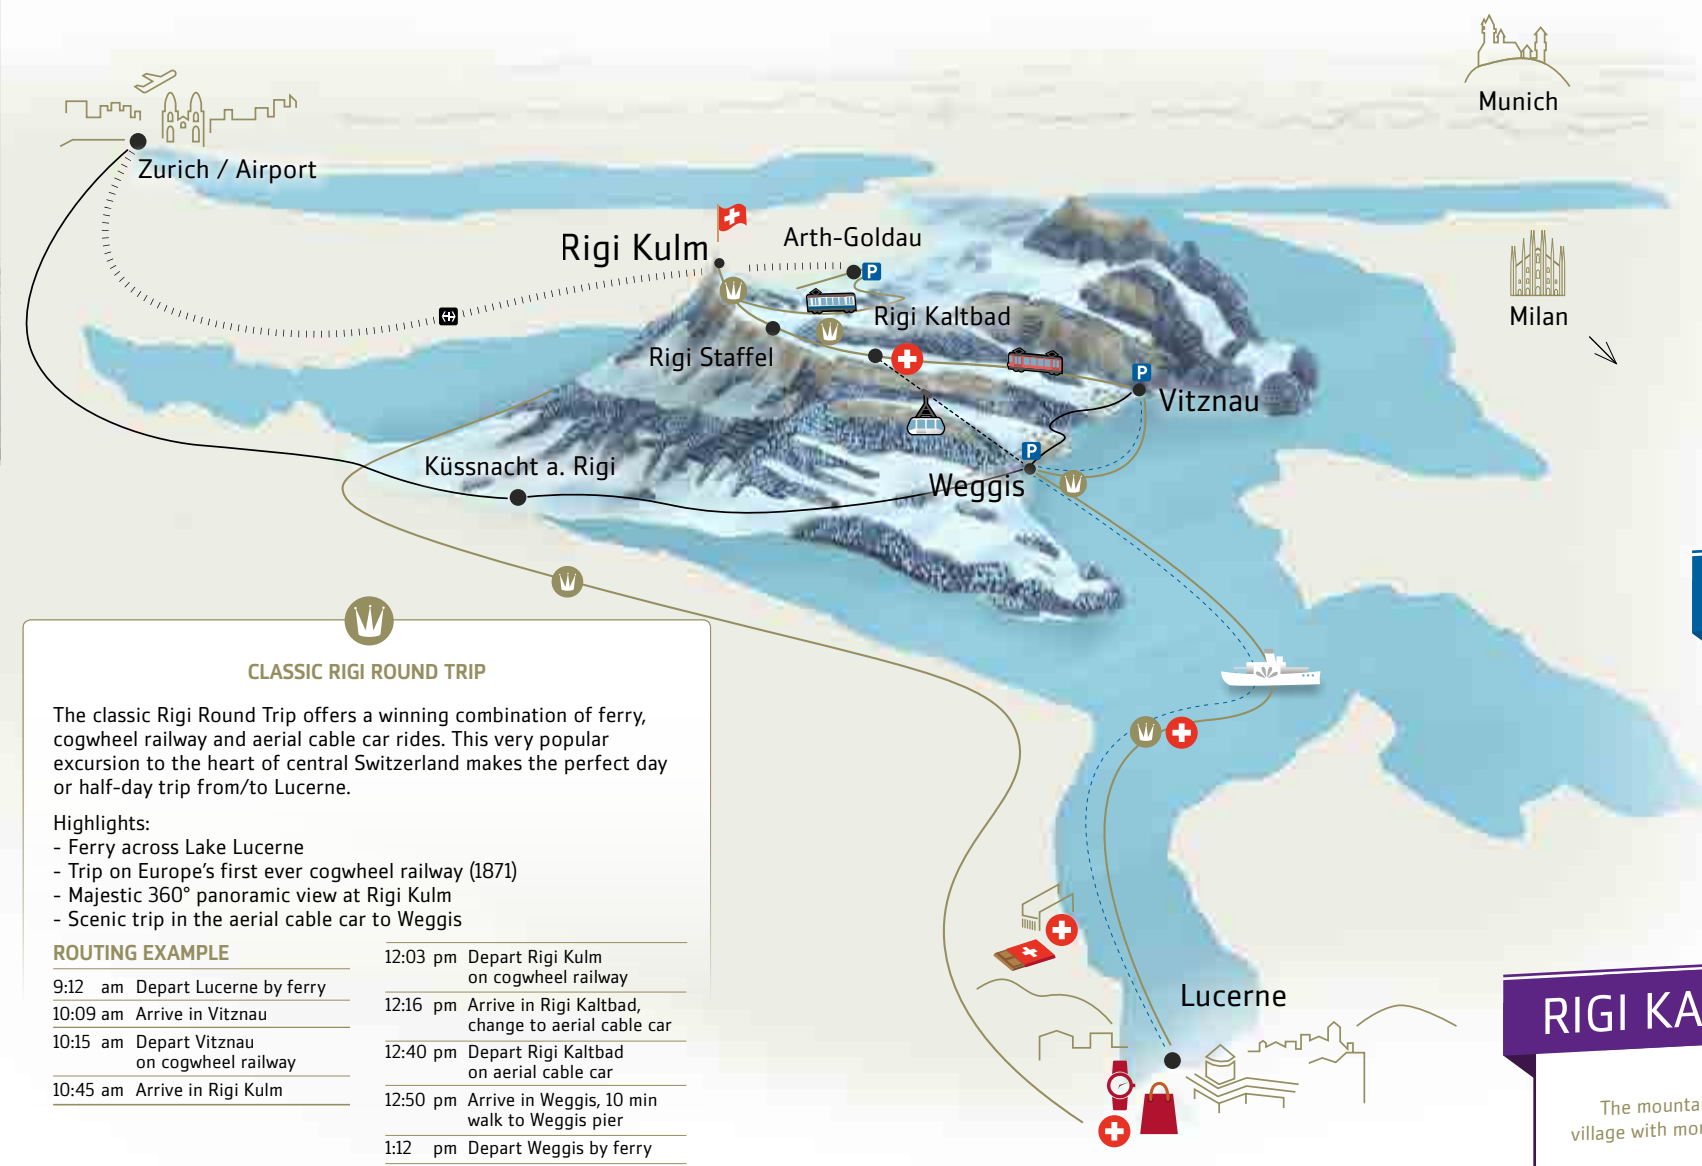 Munich
Zurich / Airport
Rigi Kulm
Arth-Goldau
P
Milan
Rigi Kaltbad
Rigi Staffel
P
Vitznau
Küssnacht a. Rigi
P
Weggis
CLASSIC RIGI ROUND TRIP
The classic Rigi Round Trip offers a winning combination of ferry,
cogwheel railway and aerial cable car rides. This very popular
excursion to the heart of central Switzerland makes the perfect day
or half-day trip from/to Lucerne.
Highlights:
- Ferry across Lake Lucerne
- Trip on Europe's first ever cogwheel railway (1871)
- Majestic 360° panoramic view at Rigi Kulm
- Scenic trip in the aerial cable car to Weggis
ROUTING EXAMPLE
9:12 am Depart Lucerne by ferry
10:09 am Arrive in Vitznau
10:15 am Depart Vitznau
on cogwheel railway
10:45 am Arrive in Rigi Kulm
12:03 pm Depart Rigi Kulm
on cogwheel railway
12:16 pm Arrive in Rigi Kaltbad,
change to aerial cable car
12:40 pm Depart Rigi Kaltbad
on aerial cable car
12:50 pm Arrive in Weggis, 10 min
walk to Weggis pier
1:12 pm Depart Weggis by ferry
Lucerne
RIGI KA
The mounta
village with mor